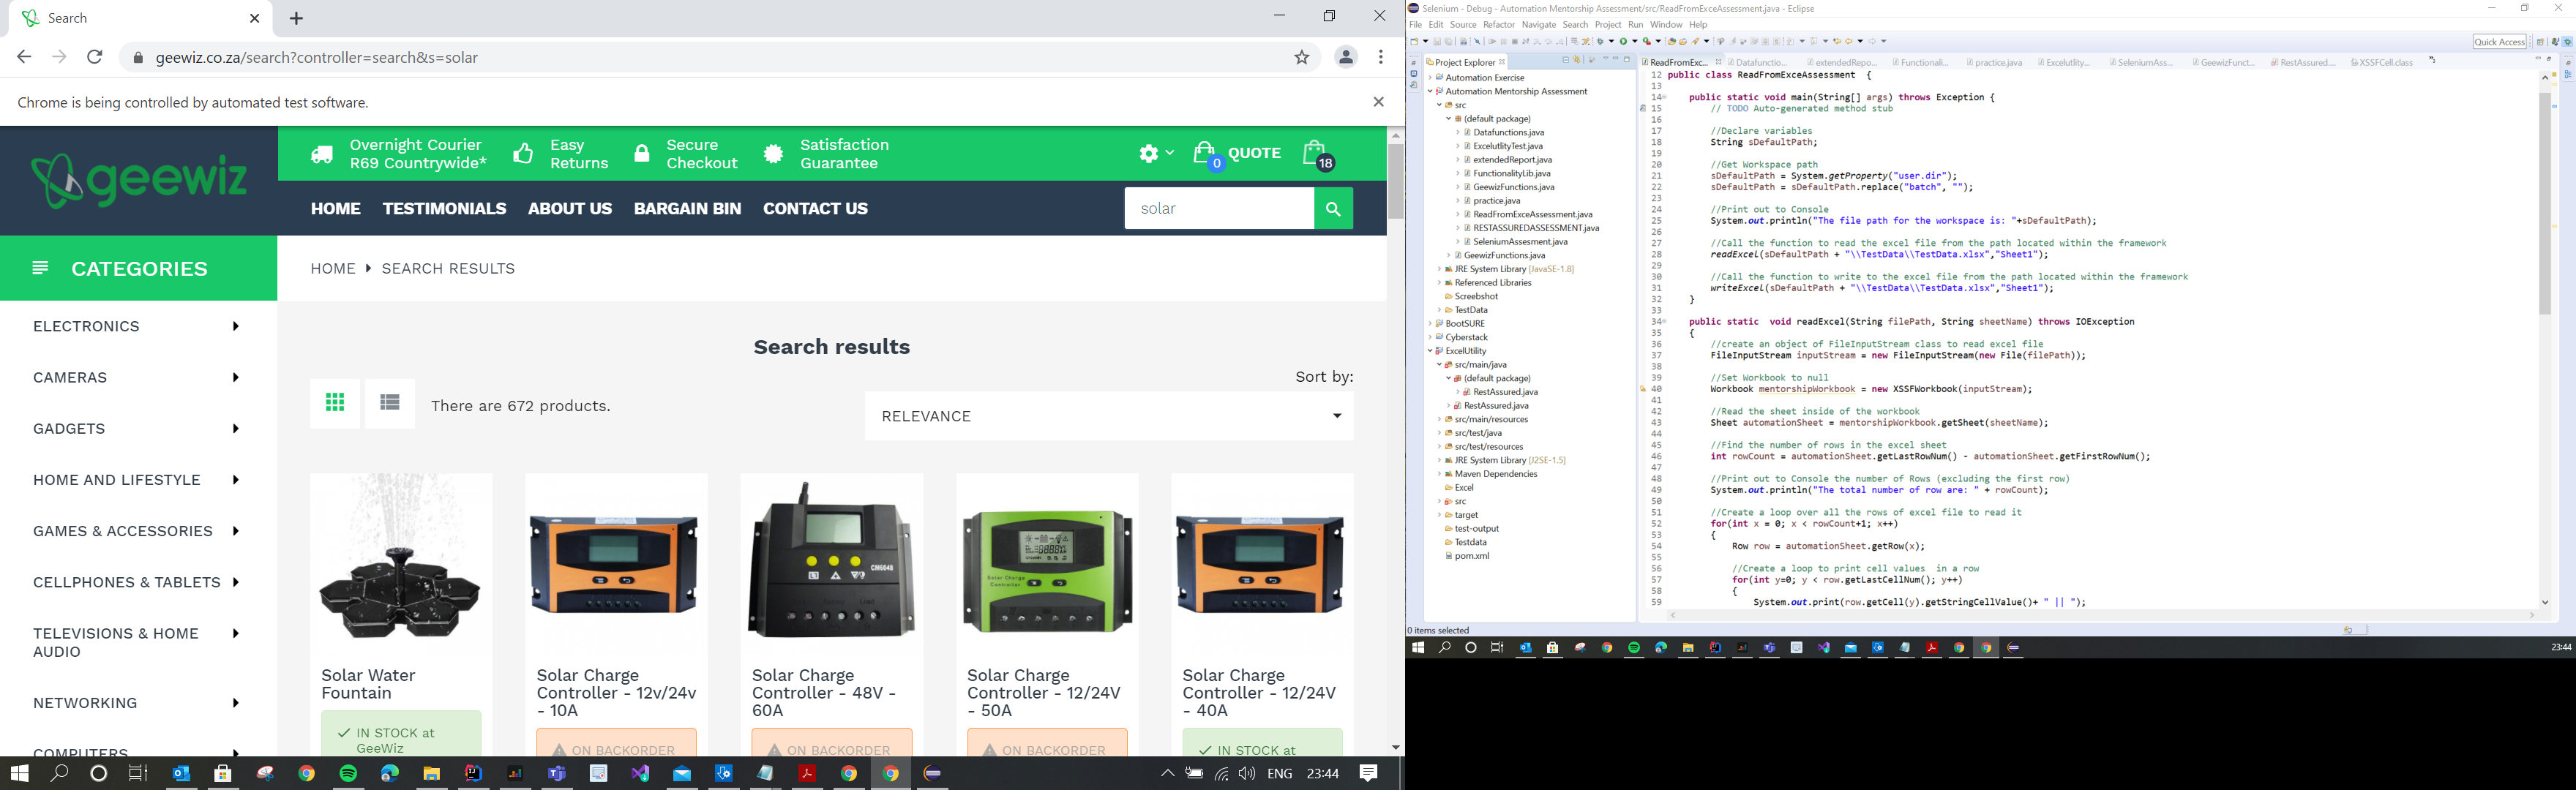 Search
geewiz.co.za/search?controller=search&s=solar
Chrome is being controlled by automated test software.
geewiz
Overnight Courier
R69 Countrywide*
Easy
Returns
Secure
Checkout
Satisfaction
Guarantee
0
QUOTE
18
HOME
TESTIMONIALS
ABOUT US
BARGAIN BIN
CONTACT US
solar
CATEGORIES
HOME
SEARCH RESULTS
ELECTRONICS
CAMERAS
GADGETS
HOME AND LIFESTYLE
GAMES & ACCESSORIES
CELLPHONES & TABLETS
TELEVISIONS & HOME
AUDIO
NETWORKING
COMPUTERS
Search results
Sort by:
There are 672 products.
RELEVANCE
CM6048
Solar Charge
Controller
Solar Water
Fountain
IN STOCK at
GeeWiz
Solar Charge
Controller - 12v/24v
- 10A
ON BACKORDER
Solar Charge
Controller - 48V -
60A
ON BACKORDER
Solar Charge
Controller - 12/24V
- 50A
ON BACKORDER
Solar Charge
Controller - 12/24V
- 40A
IN STOCK at
ENG
23:44
Selenium - Debug - Automation Mentorship Assessment/src/ReadFromExceAssessment.java - Eclipse
File Edit Source Refactor Navigate Search Project Run Window Help
Quick Access
Project Explorer
Automation Exercise
Automation Mentorship Assessment
src
(default package)
Datafunctions.java
ExcelutlityTest.java
extendedReport.java
FunctionalityLib.java
GeewizFunctions.java
practice.java
ReadFromExceAssessment.java
RESTASSUREDASSESSMENT.java
SeleniumAssesment.java
GeewizFunctions.java
JRE System Library [JavaSE-1.8]
Referenced Libraries
Screebshot
TestData
BootSURE
Cyberstack
ExcelUtility
src/main/java
(default package)
RestAssured.java
RestAssured.java
src/main/resources
src/test/java
src/test/resources
JRE System Library [J2SE-1.5]
Maven Dependencies
Excel
src
target
test-output
Testdata
pom.xml
ReadFromExc...
Datafunctio...
extendedRepo...
Functionali...
practice.java
Excelutlity...
SeleniumAss...
GeewizFunct...
RestAssured....
XSSFCell.class
12 public class ReadFromExceAssessment {
13
14 public static void main(String[] args) throws Exception {
15 // TODO Auto-generated method stub
16
17 //Declare variables
18 String sDefaultPath;
19
20 //Get Workspace path
21 sDefaultPath = System.getProperty("user.dir");
22 sDefaultPath = sDefaultPath.replace("batch", "");
23
24 //Print out to Console
25 System.out.println("The file path for the workspace is: "+sDefaultPath);
26
27 //Call the function to read the excel file from the path located within the framework
28 readExcel(sDefaultPath + "\\TestData\\TestData.xlsx","Sheet1");
29
30 //Call the function to write to the excel file from the path located within the framework
31 writeExcel(sDefaultPath + "\\TestData\\TestData.xlsx","Sheet1");
32 }
33
34 public static void readExcel(String filePath, String sheetName) throws IOException
35 {
36 //create an object of FileInputStream class to read excel file
37 FileInputStream inputStream = new FileInputStream(new File(filePath));
38
39 //Set Workbook to null
40 Workbook mentorshipWorkbook = new XSSFWorkbook(inputStream);
41
42 //Read the sheet inside of the workbook
43 Sheet automationSheet = mentorshipWorkbook.getSheet(sheetName);
44
45 //Find the number of rows in the excel sheet
46 int rowCount = automationSheet.getLastRowNum() - automationSheet.getFirstRowNum();
47
48 //Print out to Console the number of Rows (excluding the first row)
49 System.out.println("The total number of row are: " + rowCount);
50
51 //Create a loop over all the rows of excel file to read it
52 for(int x = 0; x < rowCount+1; x++)
53 {
54 Row row = automationSheet.getRow(x);
55
56 //Create a loop to print cell values  in a row
57 for(int y=0; y < row.getLastCellNum(); y++)
58 {
59 System.out.print(row.getCell(y).getStringCellValue()+ " || ");
0 items selected
23:44